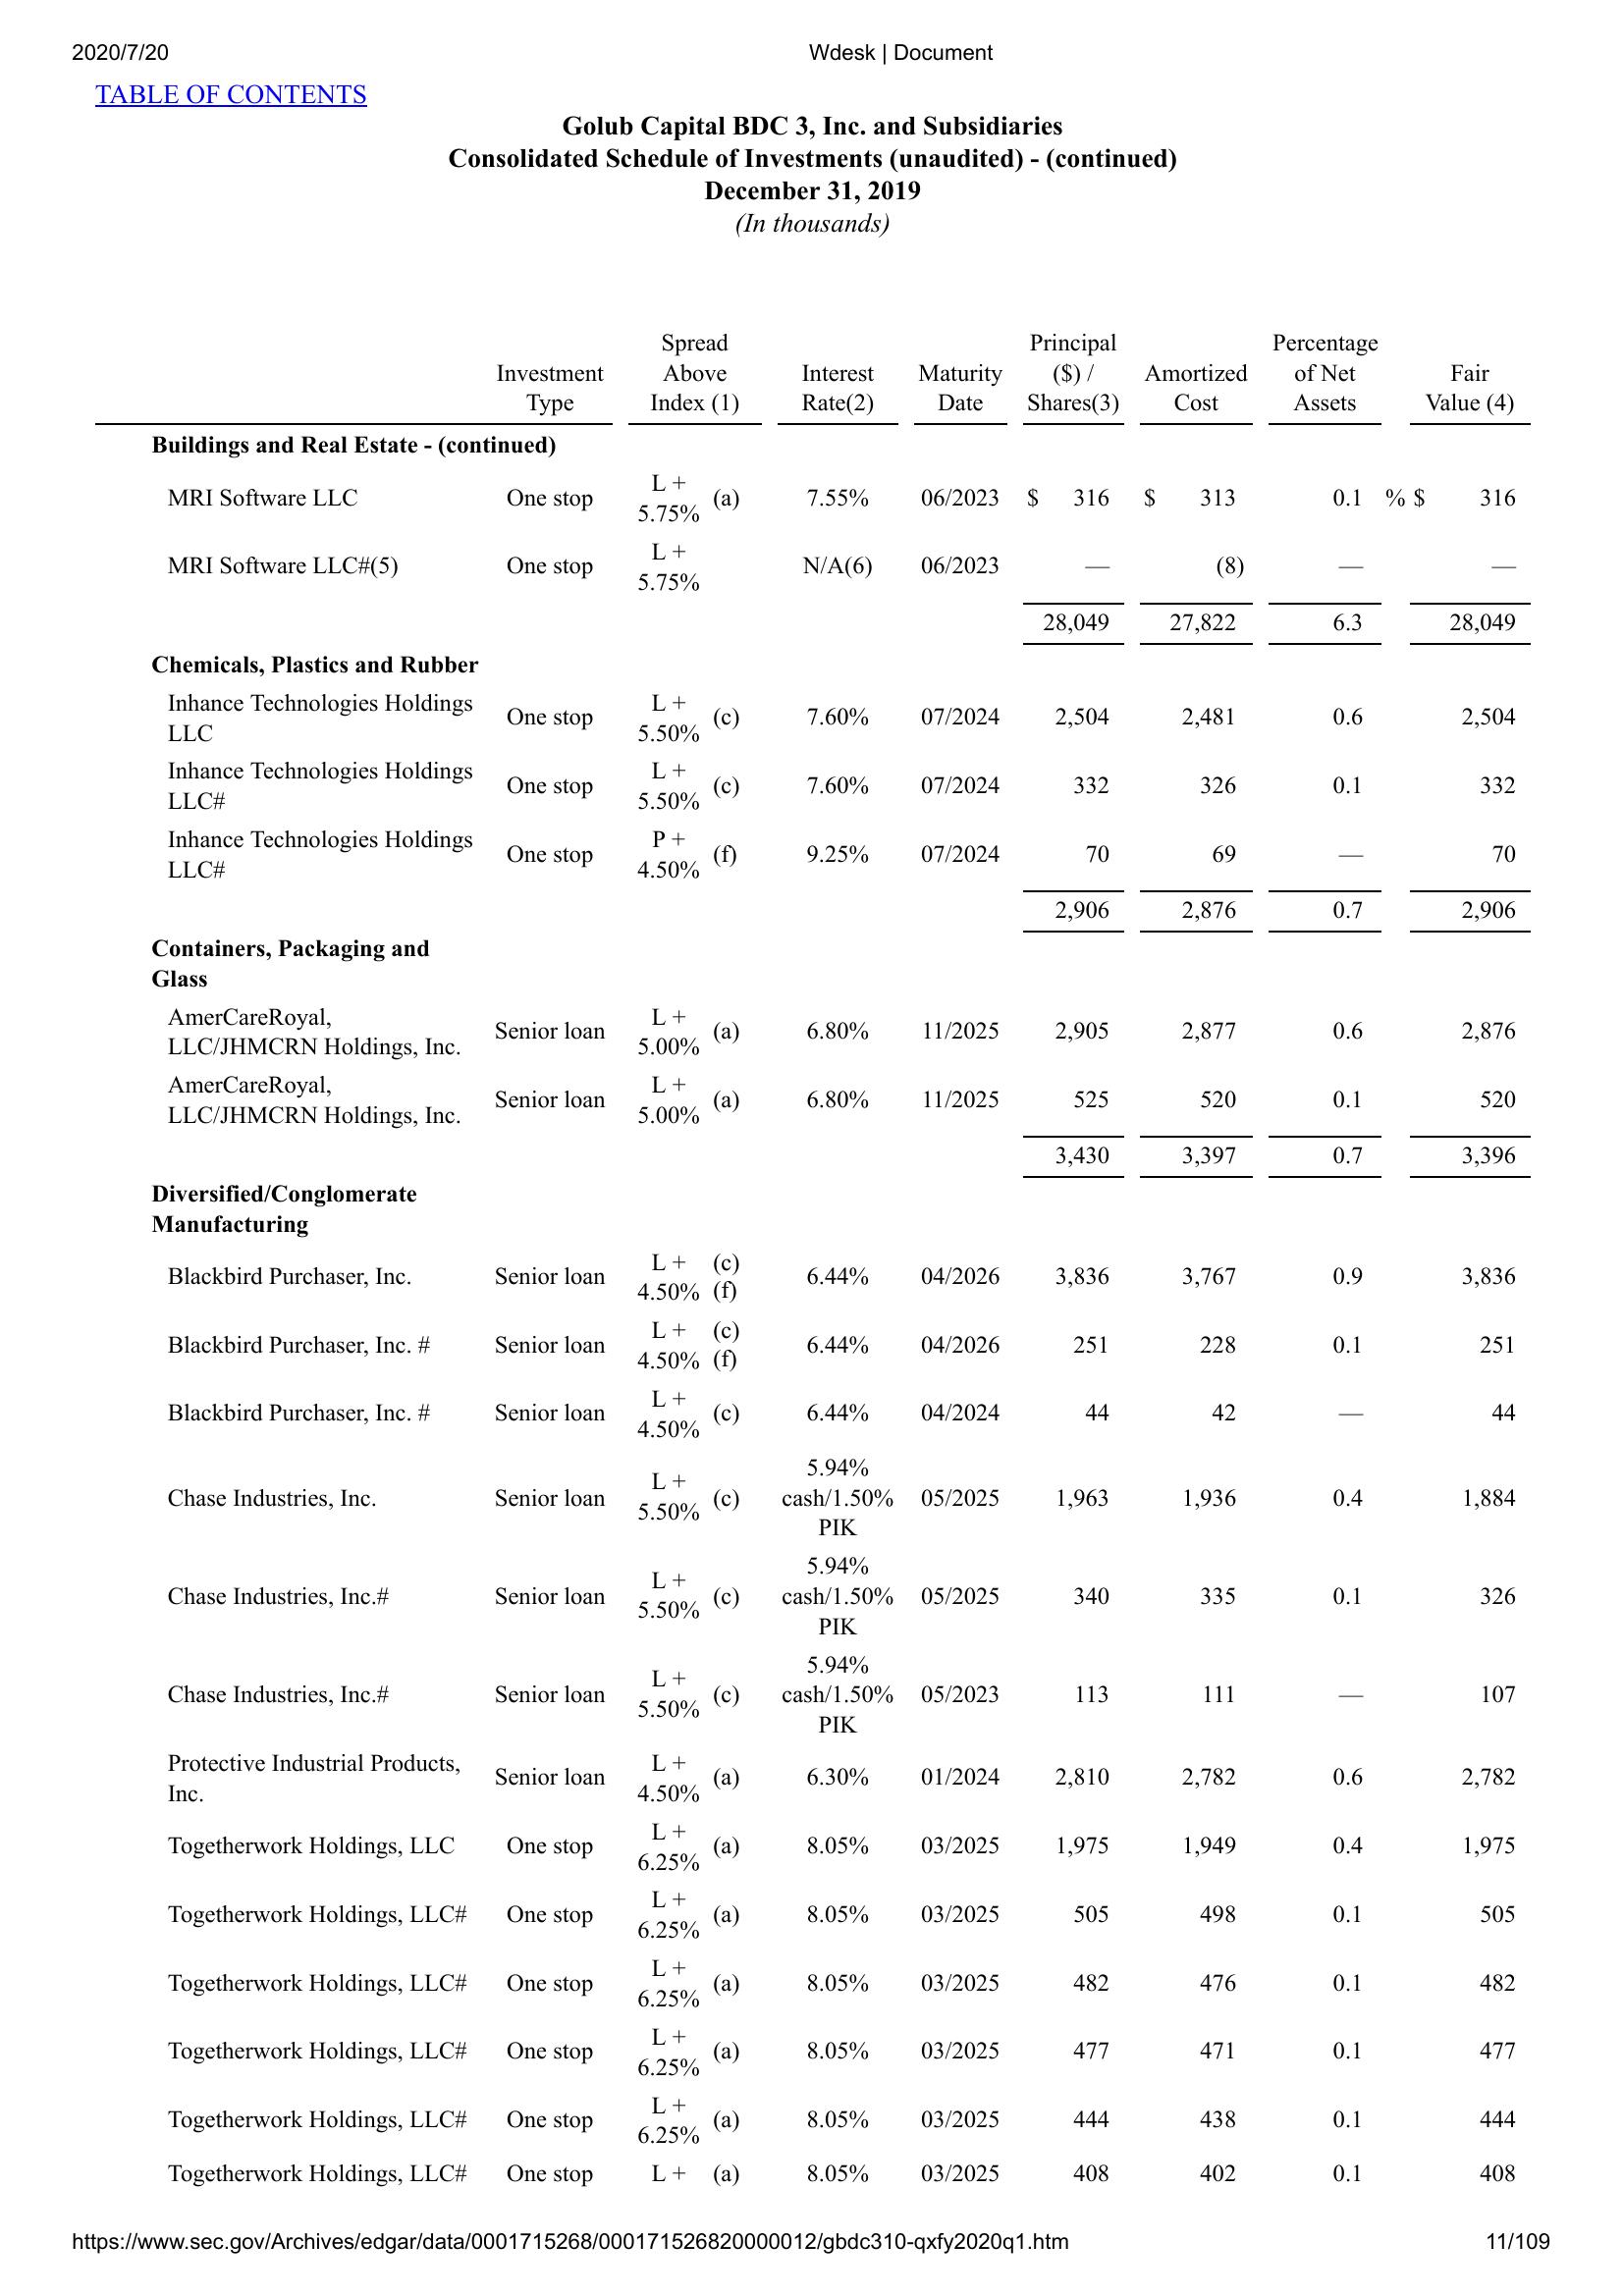 2020/7/20 Wdesk | Document
TABLE OF CONTENTS
Golub Capital BDC 3, Inc. and Subsidiaries
Consolidated Schedule of Investments (unaudited) - (continued)
December 31, 2019
(In thousands)
Investment Type Spread Above Index (1) Interest Rate(2) Maturity Date Principal ($) / Shares(3) Amortized Cost Percentage of Net Assets Fair Value (4)
Buildings and Real Estate - (continued)
MRI Software LLC One stop L + 5.75% (a) 7.55% 06/2023 $ 316 $ 313 0.1 % $ 316
MRI Software LLC#(5) One stop L + 5.75% N/A(6) 06/2023 — (8) — —
28,049 27,822 6.3 28,049
Chemicals, Plastics and Rubber
Inhance Technologies Holdings LLC One stop L + 5.50% (c) 7.60% 07/2024 2,504 2,481 0.6 2,504
Inhance Technologies Holdings LLC# One stop L + 5.50% (c) 7.60% 07/2024 332 326 0.1 332
Inhance Technologies Holdings LLC# One stop P + 4.50% (f) 9.25% 07/2024 70 69 — 70
2,906 2,876 0.7 2,906
Containers, Packaging and
Glass
AmerCareRoyal, LLC/JHMCRN Holdings, Inc. Senior loan L + 5.00% (a) 6.80% 11/2025 2,905 2,877 0.6 2,876
AmerCareRoyal, LLC/JHMCRN Holdings, Inc. Senior loan L + 5.00% (a) 6.80% 11/2025 525 520 0.1 520
3,430 3,397 0.7 3,396
Diversified/Conglomerate
Manufacturing
Blackbird Purchaser, Inc. Senior loan L + 4.50% (c) (f) 6.44% 04/2026 3,836 3,767 0.9 3,836
Blackbird Purchaser, Inc. # Senior loan L + 4.50% (c) (f) 6.44% 04/2026 251 228 0.1 251
Blackbird Purchaser, Inc. # Senior loan L + 4.50% (c) 6.44% 04/2024 44 42 — 44
Chase Industries, Inc. Senior loan L + 5.50% (c) 5.94% cash/1.50% PIK 05/2025 1,963 1,936 0.4 1,884
Chase Industries, Inc.# Senior loan L + 5.50% (c) 5.94% cash/1.50% PIK 05/2025 340 335 0.1 326
Chase Industries, Inc.# Senior loan L + 5.50% (c) 5.94% cash/1.50% PIK 05/2023 113 111 — 107
Protective Industrial Products, Inc. Senior loan L + 4.50% (a) 6.30% 01/2024 2,810 2,782 0.6 2,782
Togetherwork Holdings, LLC One stop L + 6.25% (a) 8.05% 03/2025 1,975 1,949 0.4 1,975
Togetherwork Holdings, LLC# One stop L + 6.25% (a) 8.05% 03/2025 505 498 0.1 505
Togetherwork Holdings, LLC# One stop L + 6.25% (a) 8.05% 03/2025 482 476 0.1 482
Togetherwork Holdings, LLC# One stop L + 6.25% (a) 8.05% 03/2025 477 471 0.1 477
Togetherwork Holdings, LLC# One stop L + 6.25% (a) 8.05% 03/2025 444 438 0.1 444
Togetherwork Holdings, LLC# One stop L + (a) 8.05% 03/2025 408 402 0.1 408
https://www.sec.gov/Archives/edgar/data/0001715268/000171526820000012/gbdc310-qxfy2020q1.htm 11/109